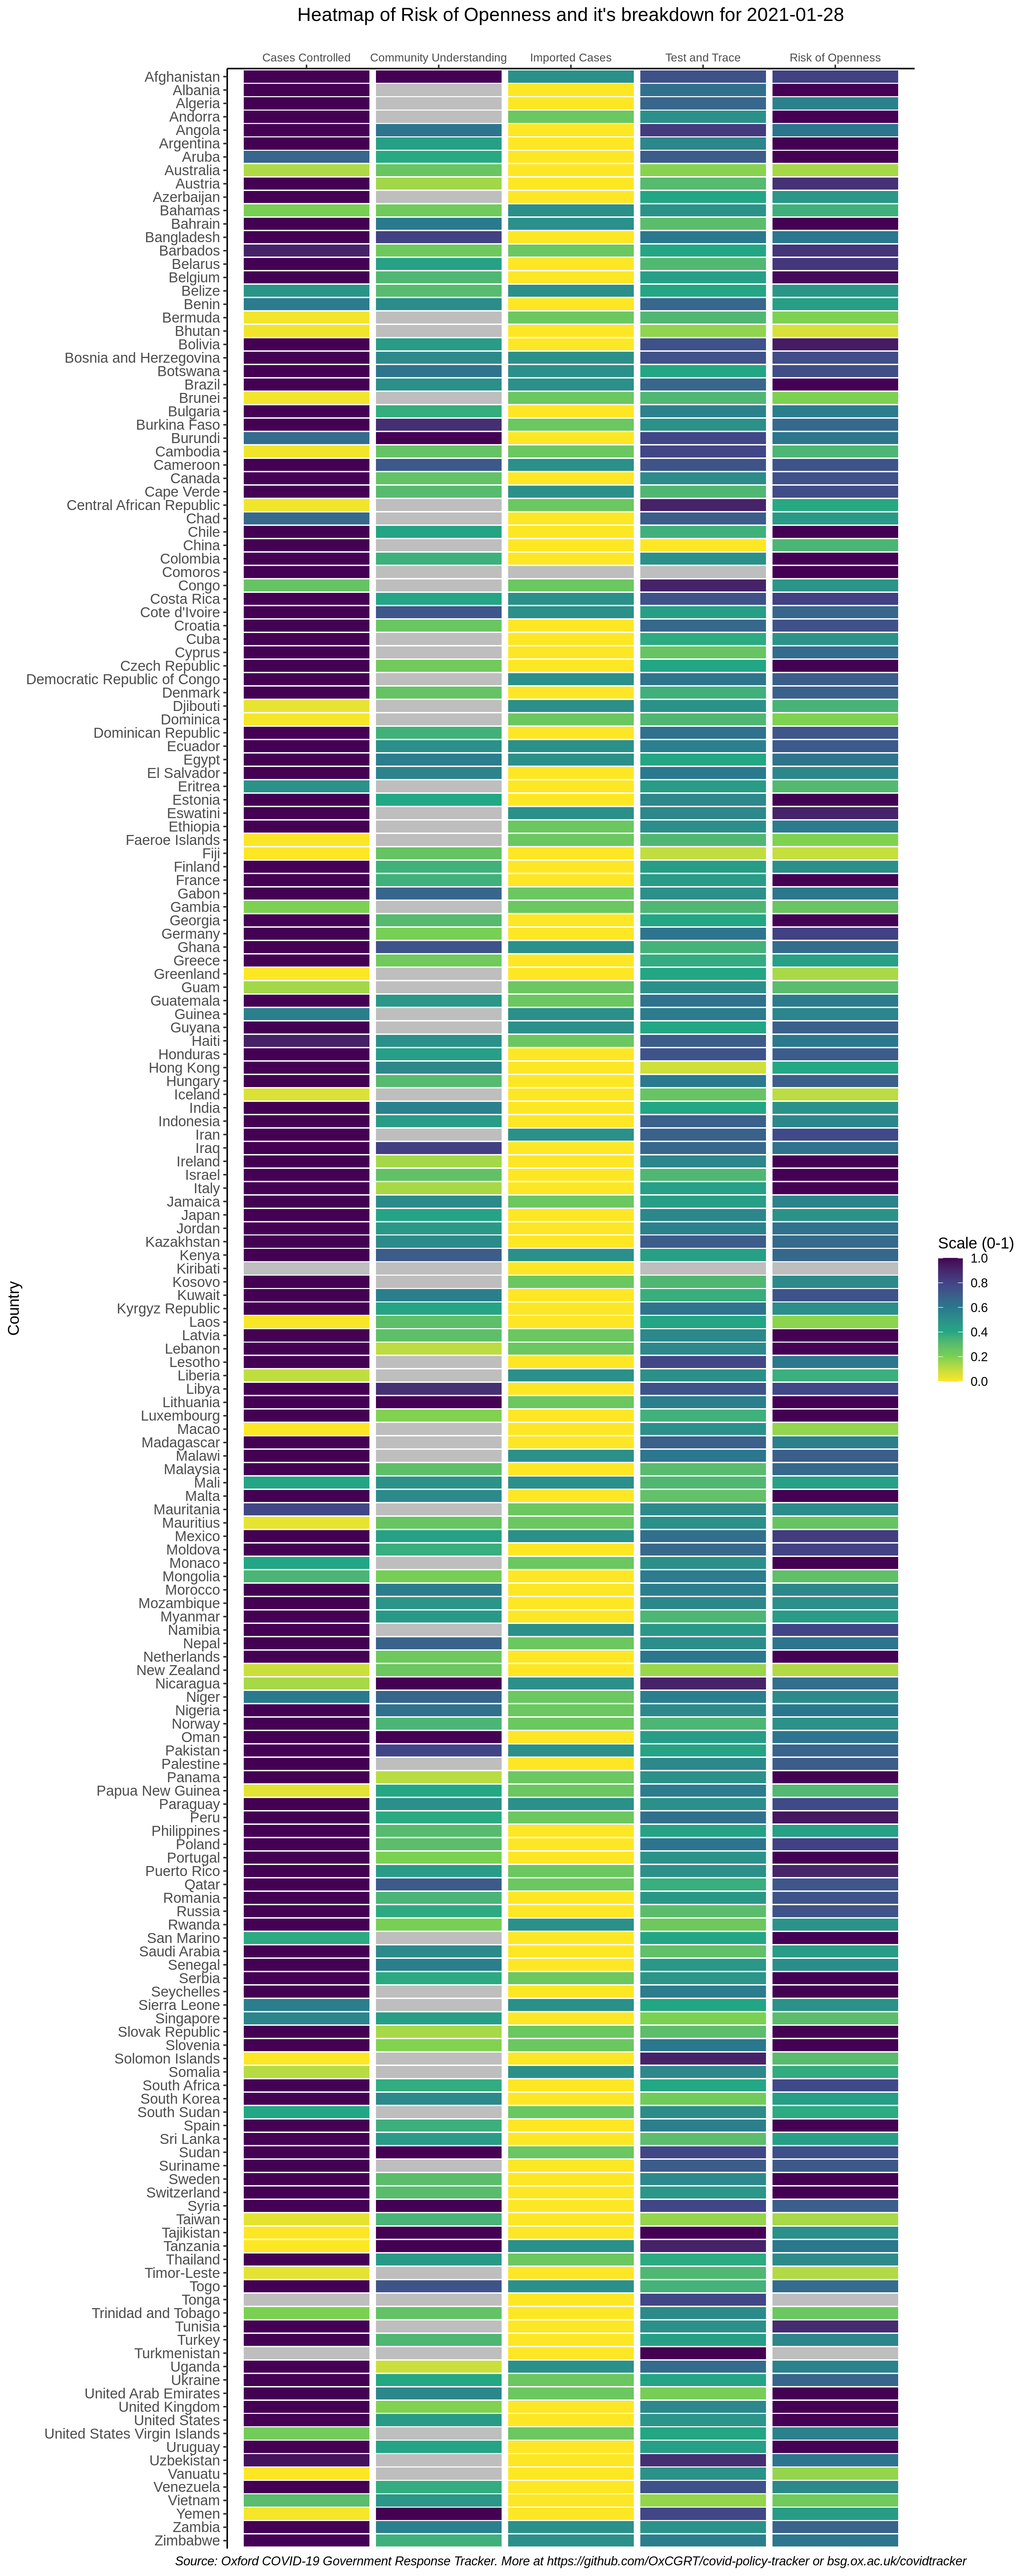 Heatmap of Risk of Openness and it's breakdown for 2021-01-28
Cases Controlled Community Understanding Imported Cases Test and Trace Risk of Openness
Afghanistan
Albania
Algeria
Andorra
Angola
Argentina
Aruba
Australia
Austria
Azerbaijan
Bahamas
Bahrain
Bangladesh
Barbados
Belarus
Belgium
Belize
Benin
Bermuda
Bhutan
Bolivia
Bosnia and Herzegovina
Botswana
Brazil
Brunei
Bulgaria
Burkina Faso
Burundi
Cambodia
Cameroon
Canada
Cape Verde
Central African Republic
Chad
Chile
China
Colombia
Comoros
Congo
Costa Rica
Cote d'Ivoire
Croatia
Cuba
Cyprus
Czech Republic
Democratic Republic of Congo
Denmark
Djibouti
Dominica
Dominican Republic
Ecuador
Egypt
El Salvador
Eritrea
Estonia
Eswatini
Ethiopia
Faeroe Islands
Fiji
Finland
France
Gabon
Gambia
Georgia
Germany
Ghana
Greece
Greenland
Guam
Guatemala
Guinea
Guyana
Haiti
Honduras
Hong Kong
Hungary
Iceland
India
Indonesia
Iran
Iraq
Ireland
Israel
Italy
Jamaica
Japan
Jordan
Kazakhstan
Kenya
Kiribati
Kosovo
Kuwait
Kyrgyz Republic
Laos
Latvia
Lebanon
Lesotho
Liberia
Libya
Lithuania
Luxembourg
Macao
Madagascar
Malawi
Malaysia
Mali
Malta
Mauritania
Mauritius
Mexico
Moldova
Monaco
Mongolia
Morocco
Mozambique
Myanmar
Namibia
Nepal
Netherlands
New Zealand
Nicaragua
Niger
Nigeria
Norway
Oman
Pakistan
Palestine
Panama
Papua New Guinea
Paraguay
Peru
Philippines
Poland
Portugal
Puerto Rico
Qatar
Romania
Russia
Rwanda
San Marino
Saudi Arabia
Senegal
Serbia
Seychelles
Sierra Leone
Singapore
Slovak Republic
Slovenia
Solomon Islands
Somalia
South Africa
South Korea
South Sudan
Spain
Sri Lanka
Sudan
Suriname
Sweden
Switzerland
Syria
Taiwan
Tajikistan
Tanzania
Thailand
Timor-Leste
Togo
Tonga
Trinidad and Tobago
Tunisia
Turkey
Turkmenistan
Uganda
Ukraine
United Arab Emirates
United Kingdom
United States
United States Virgin Islands
Uruguay
Uzbekistan
Vanuatu
Venezuela
Vietnam
Yemen
Zambia
Zimbabwe
Country
Scale (0-1)
1.0
0.8
0.6
0.4
0.2
0.0
Source: Oxford COVID-19 Government Response Tracker. More at https://github.com/OxCGRT/covid-policy-tracker or bsg.ox.ac.uk/covidtracker